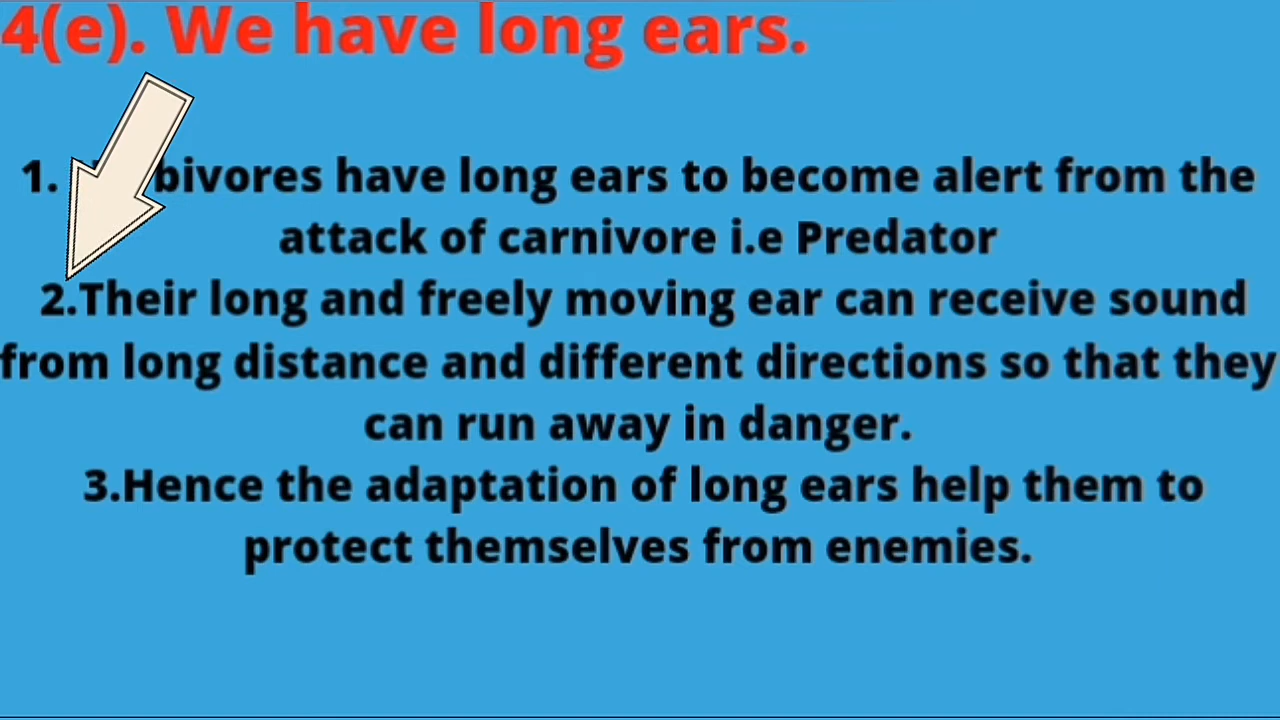 4(e). We have long ears.
1. bivores have long ears to become alert from the
attack of carnivore i.e Predator
2.Their long and freely moving ear can receive sound
from long distance and different directions so that they
can run away in danger.
3.Hence the adaptation of long ears help them to
protect themselves from enemies.